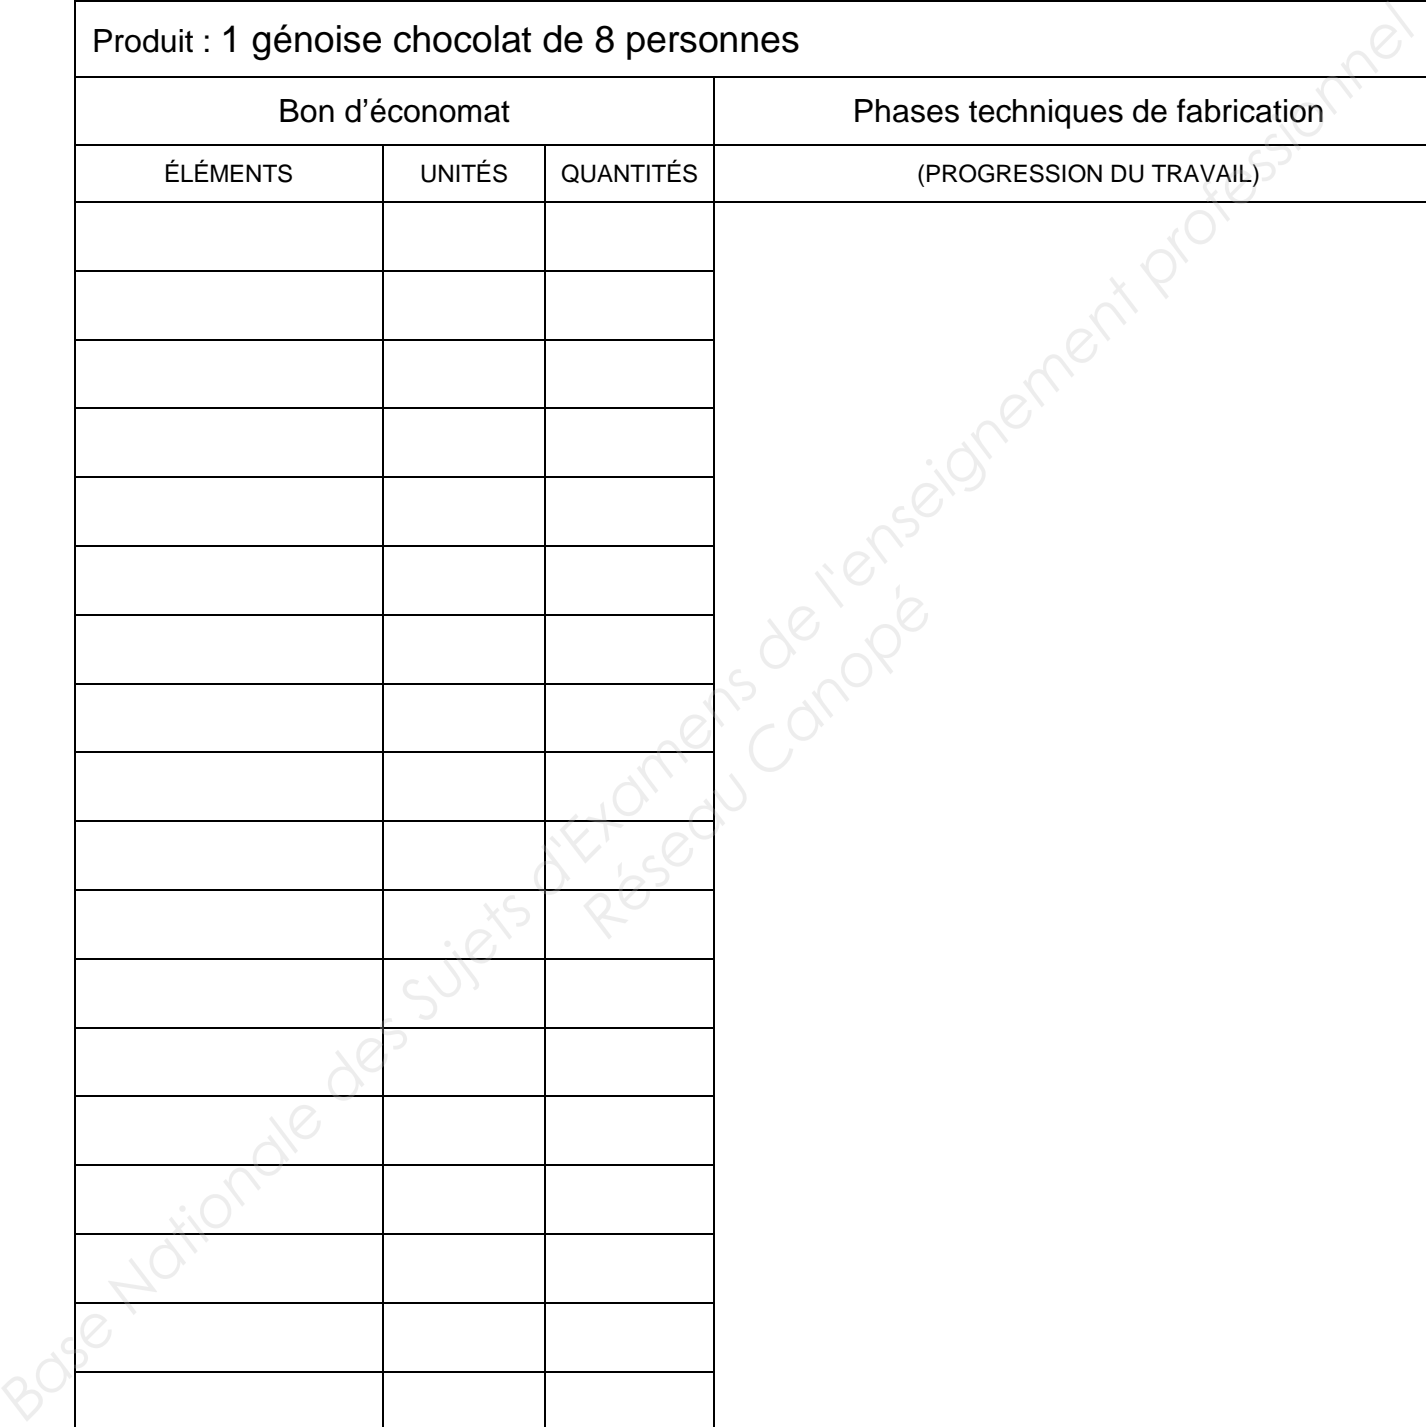 Produit : 1 génoise chocolat de 8 personnes
Bon d’économat
Phases techniques de fabrication
ÉLÉMENTS
UNITÉS
QUANTITÉS
(PROGRESSION DU TRAVAIL)
Base Nationale des Sujets d'Examens de l'enseignement professionnel
Réseau Canopé